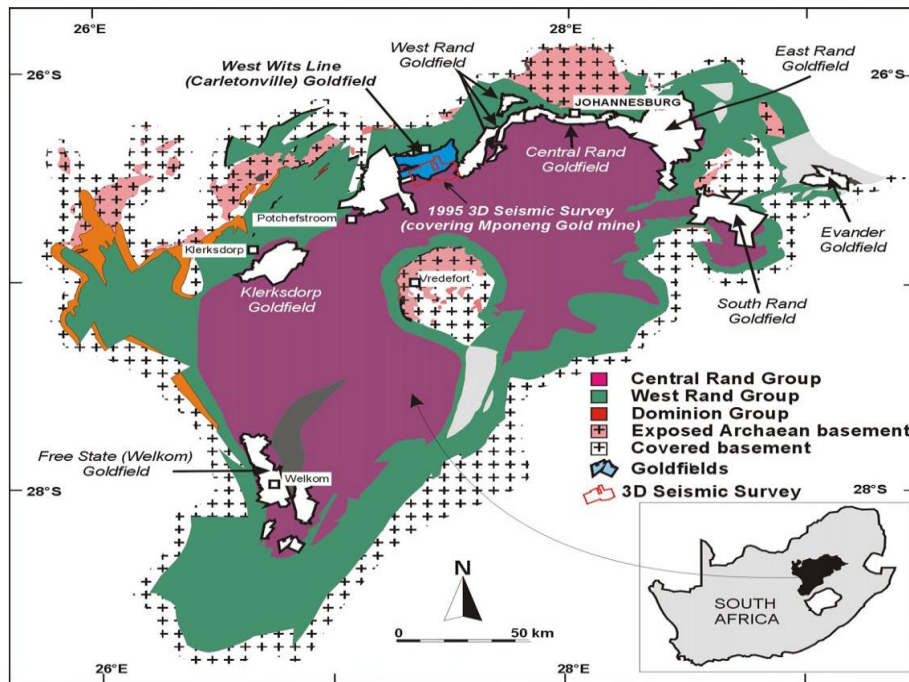 26°E
28°E
26°S
26°S
West Rand
Goldfield
East Rand
Goldfield
West Wits Line
(Carletonville) Goldfield
JOHANNESBURG
Central Rand
Goldfield
Potchefstroom
1995 3D Seismic Survey
(covering Mponeng Gold mine)
Evander
Goldfield
Klerksdorp
Klerksdorp
Goldfield
Vredefort
South Rand
Goldfield
Central Rand Group
West Rand Group
Dominion Group
Exposed Archaean basement
Covered basement
Goldfields
3D Seismic Survey
Free State (Welkom)
Goldfield
Welkom
28°S
28°S
N
0
50 km
SOUTH
AFRICA
26°E
28°E